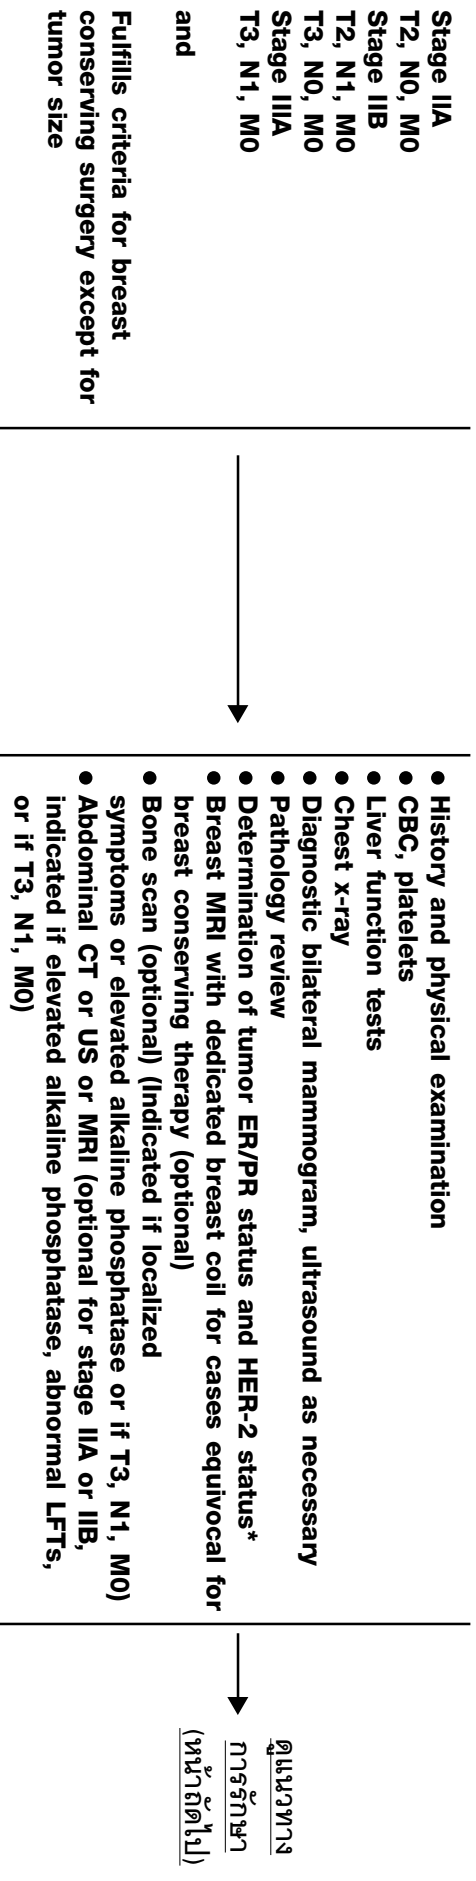 Stage IIA
T2, N0, M0
Stage IIB
T2, N1, M0
T3, N0, M0
Stage IIIA
T3, N1, M0
and
Fulfills criteria for breast
conserving surgery except for
tumor size
● History and physical examination
● CBC, platelets
● Liver function tests
● Chest x-ray
● Diagnostic bilateral mammogram, ultrasound as necessary
● Pathology review
● Determination of tumor ER/PR status and HER-2 status*
● Breast MRI with dedicated breast coil for cases equivocal for
breast conserving therapy (optional)
● Bone scan (optional) (Indicated if localized
symptoms or elevated alkaline phosphatase or if T3, N1, M0)
● Abdominal CT or US or MRI (optional for stage IIA or IIB,
indicated if elevated alkaline phosphatase, abnormal LFTs,
or if T3, N1, M0)
ดูแนวทาง
การรักษา
(หน้าถัดไป)